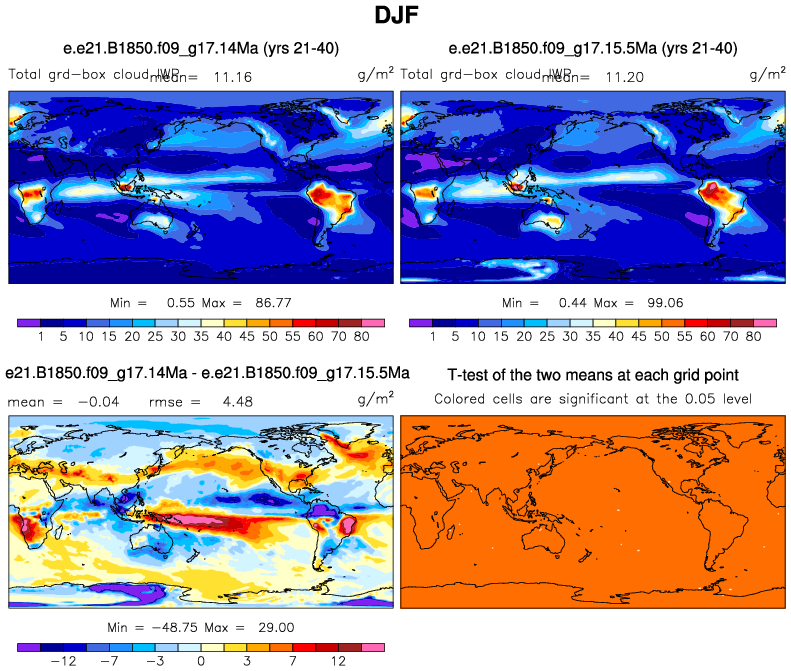 DJF
e.e21.B1850.f09_g17.14Ma (yrs 21-40)
Total grd-box cloud IWP mean= 11.16 g/m²
Min = 0.55 Max = 86.77
1 5 10 15 20 25 30 35 40 45 50 55 60 70 80
e.e21.B1850.f09_g17.15.5Ma (yrs 21-40)
Total grd-box cloud IWP mean= 11.20 g/m²
Min = 0.44 Max = 99.06
1 5 10 15 20 25 30 35 40 45 50 55 60 70 80
e21.B1850.f09_g17.14Ma - e.e21.B1850.f09_g17.15.5Ma
mean = -0.04 rmse = 4.48 g/m²
Min = -48.75 Max = 29.00
-12 -7 -3 0 3 7 12
T-test of the two means at each grid point
Colored cells are significant at the 0.05 level